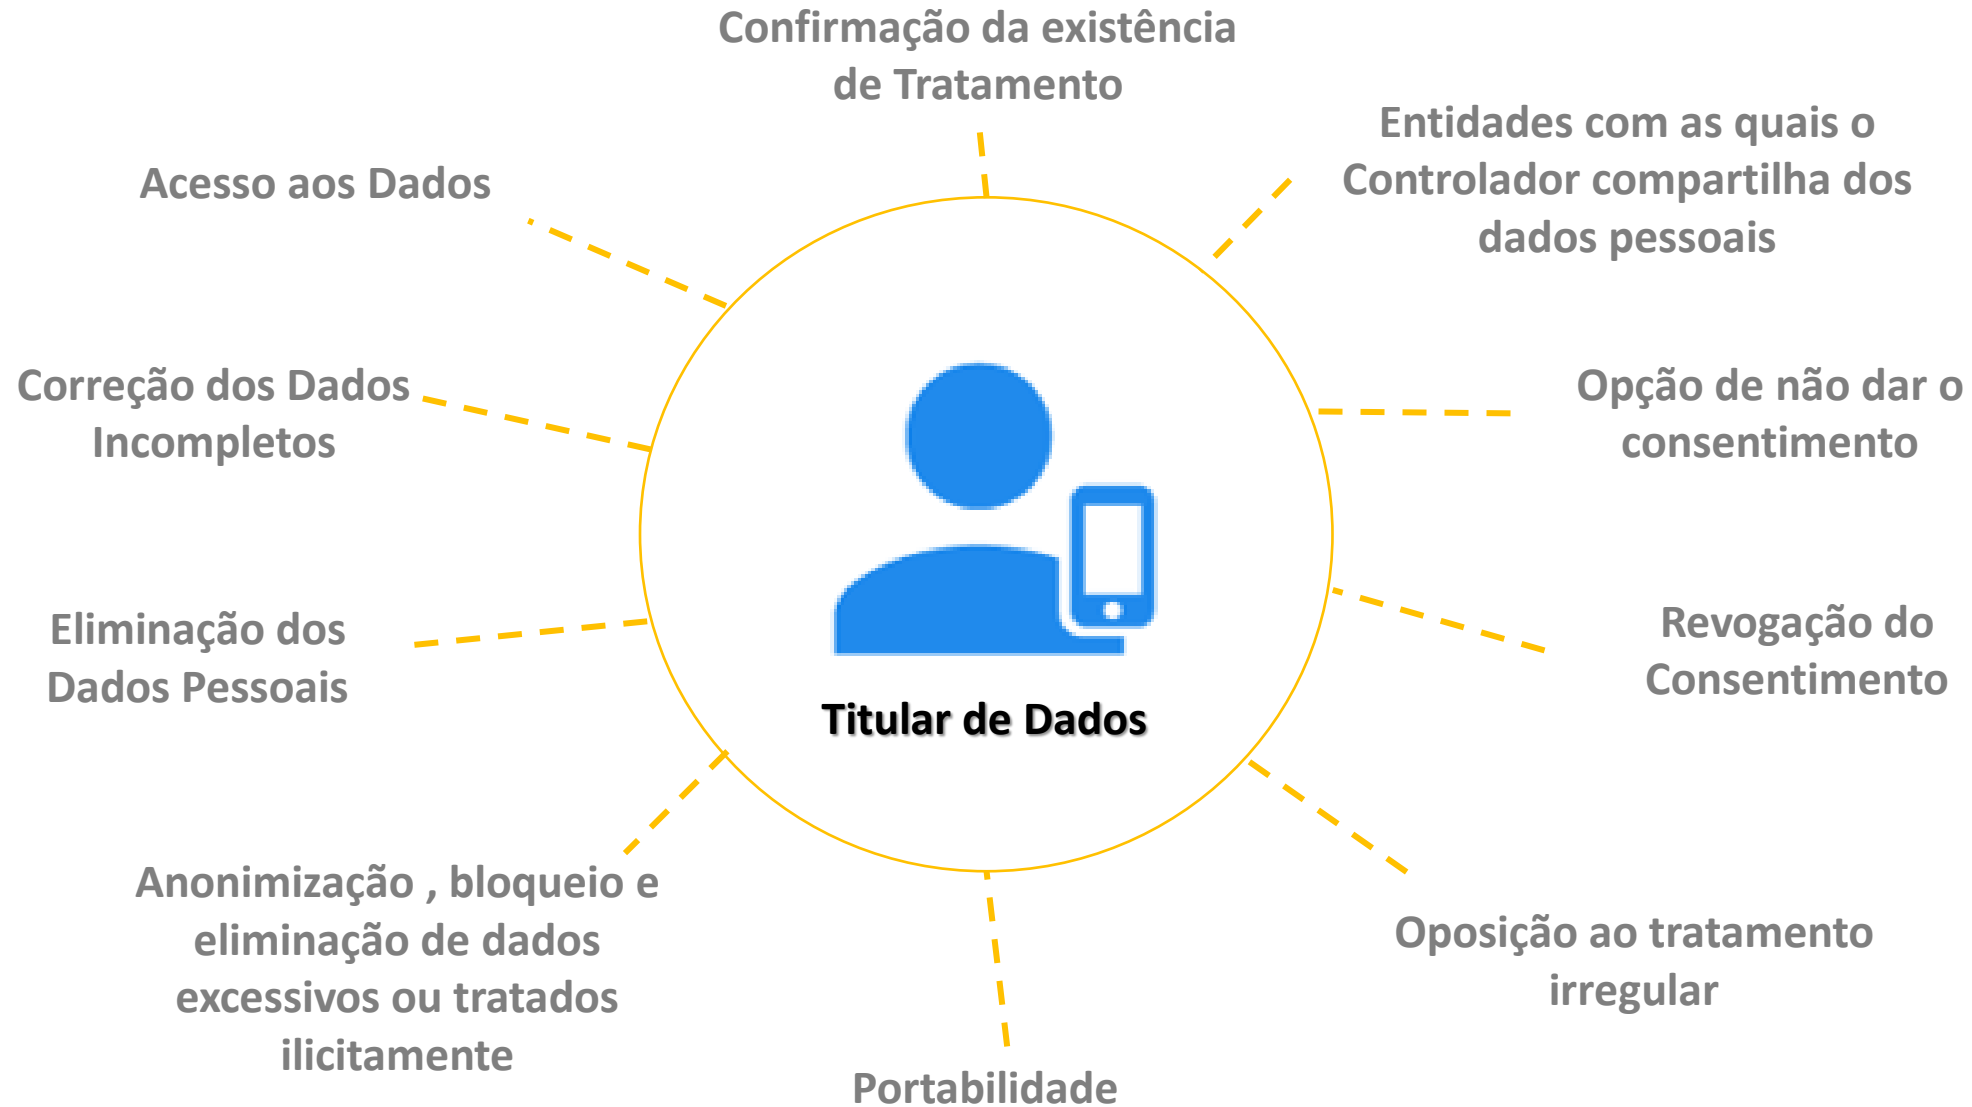 Confirmação da existência
de Tratamento
Entidades com as quais o
Controlador compartilha dos
dados pessoais
Acesso aos Dados
Correção dos Dados
Incompletos
Opção de não dar o
consentimento
Eliminação dos
Dados Pessoais
Revogação do
Consentimento
Titular de Dados
Anonimização , bloqueio e
eliminação de dados
excessivos ou tratados
ilicitamente
Oposição ao tratamento
irregular
Portabilidade